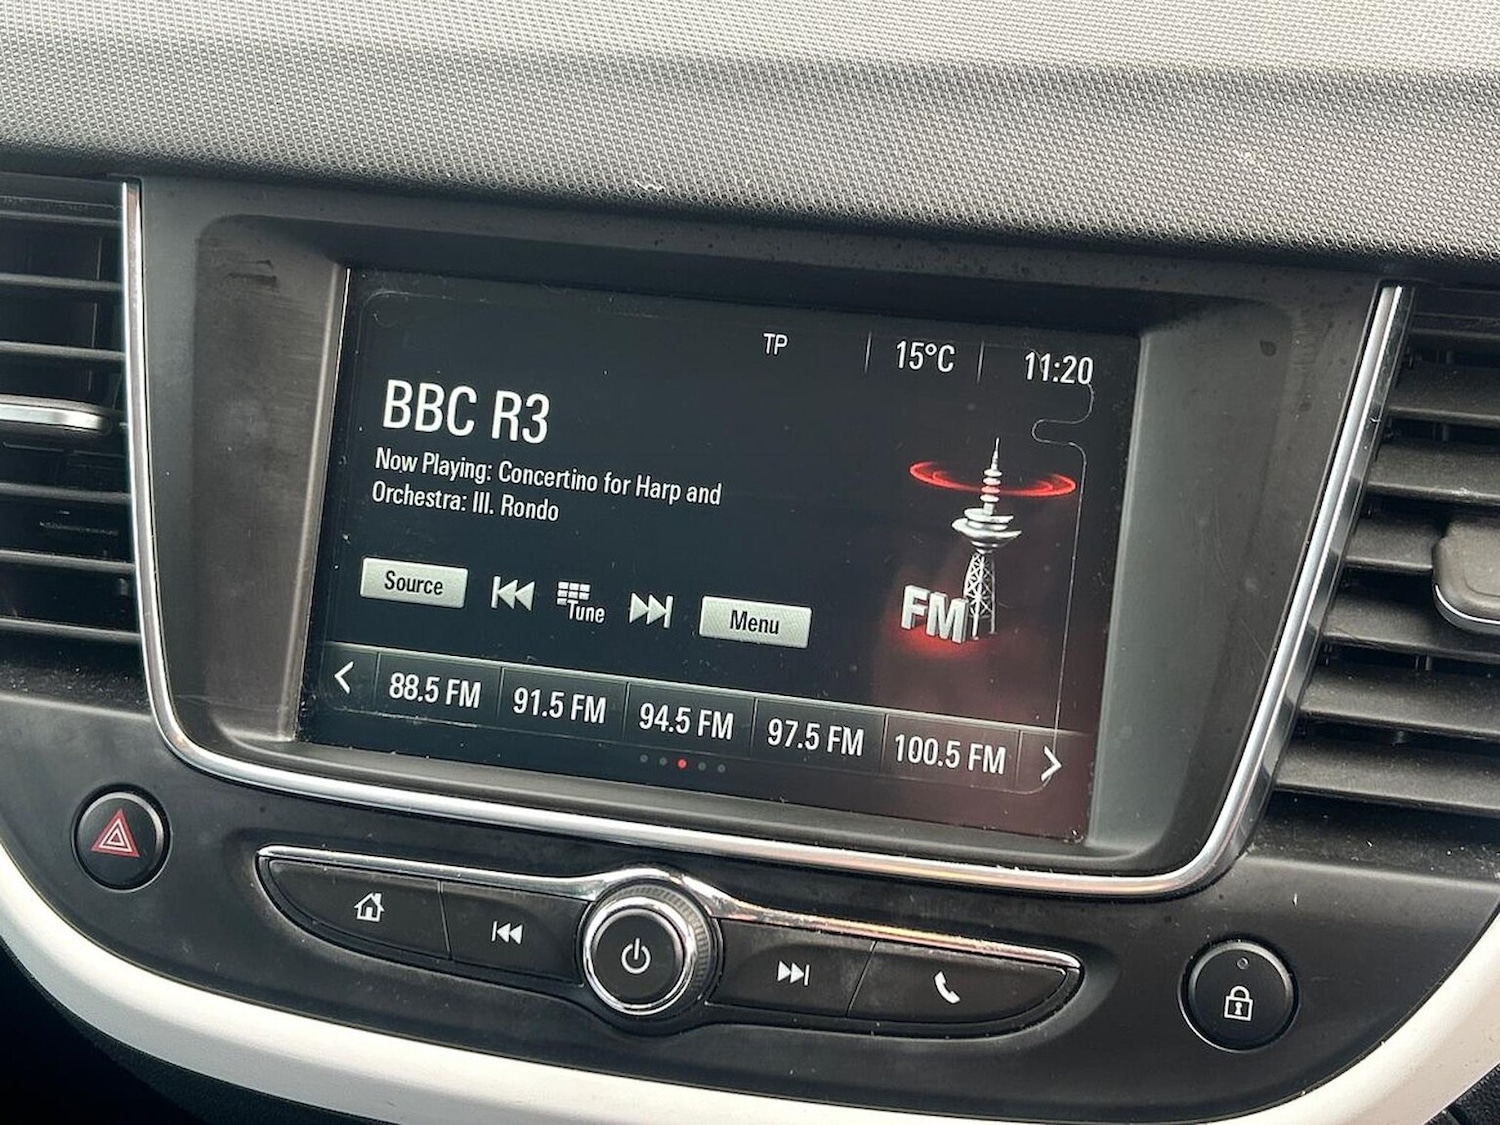 TP 15°C 11:20
BBC R3
Now Playing: Concertino for Harp and
Orchestra: III. Rondo
Source Tune Menu
FM
88.5 FM 91.5 FM 94.5 FM 97.5 FM 100.5 FM